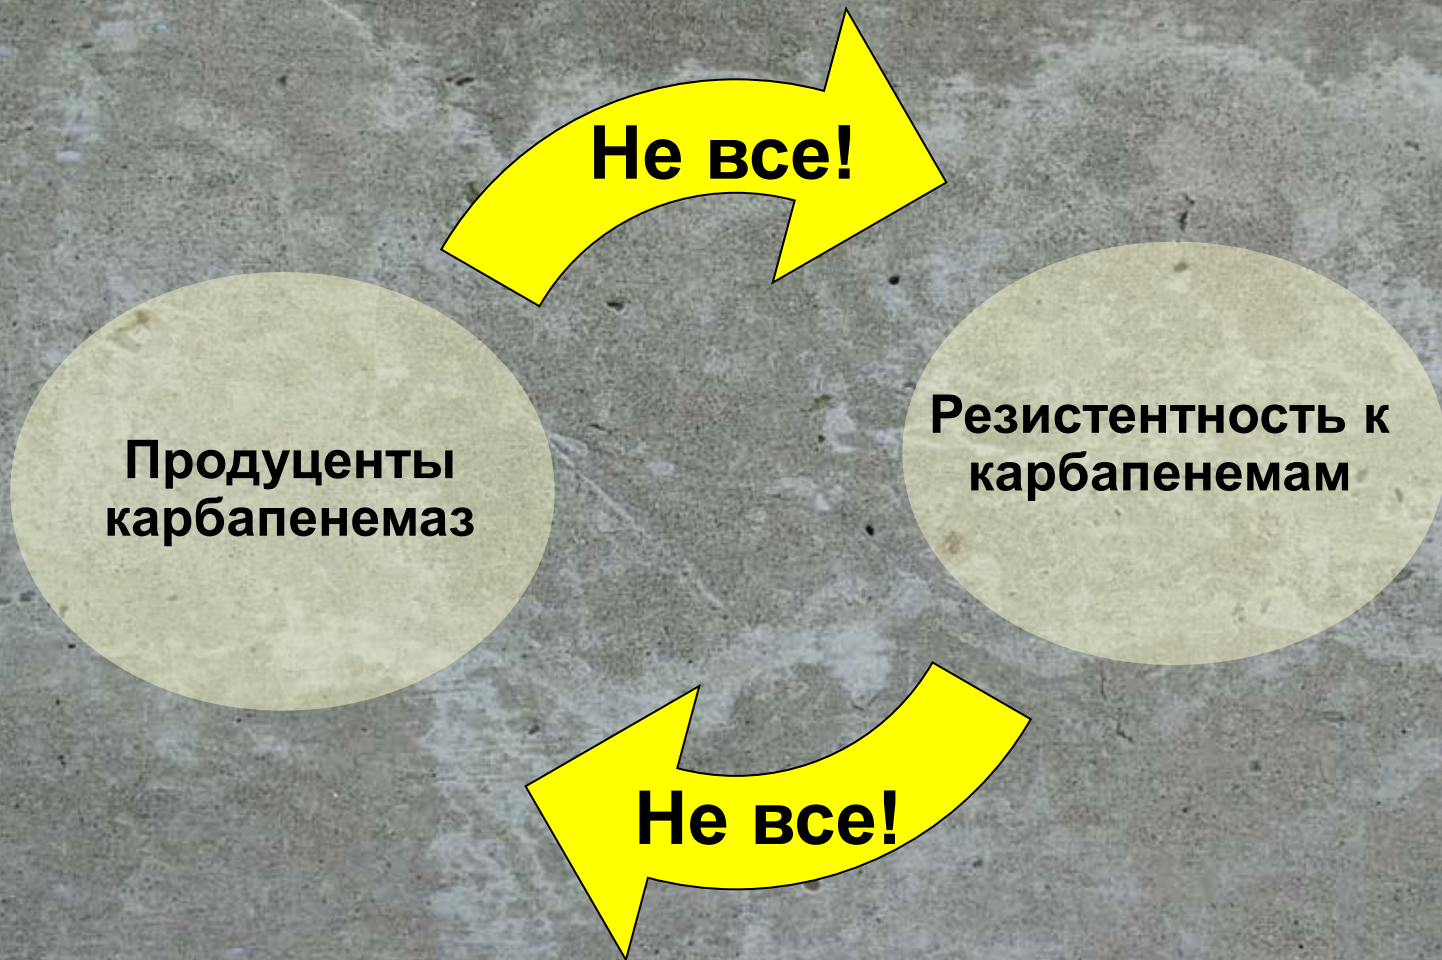 Не все!
Продуценты
карбапенемаз
Резистентность к
карбапенемам
Не все!